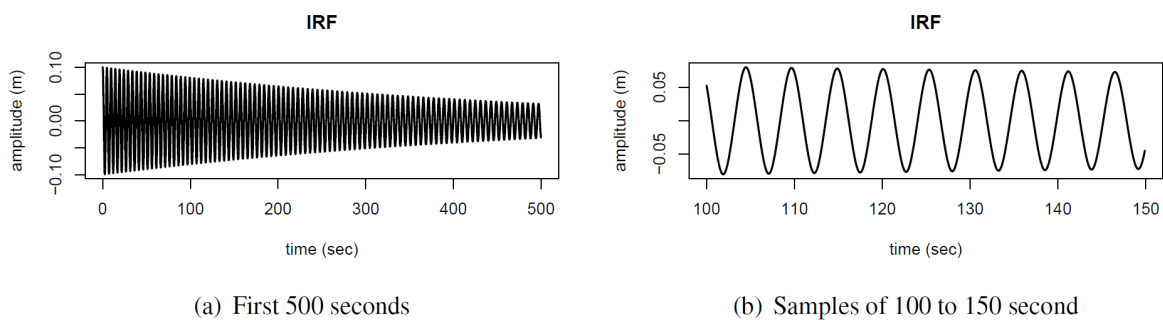 IRF
amplitude (m)
0.10
0.00
−0.10
0 100 200 300 400 500
time (sec)
(a) First 500 seconds
IRF
amplitude (m)
0.05
−0.05
100 110 120 130 140 150
time (sec)
(b) Samples of 100 to 150 second